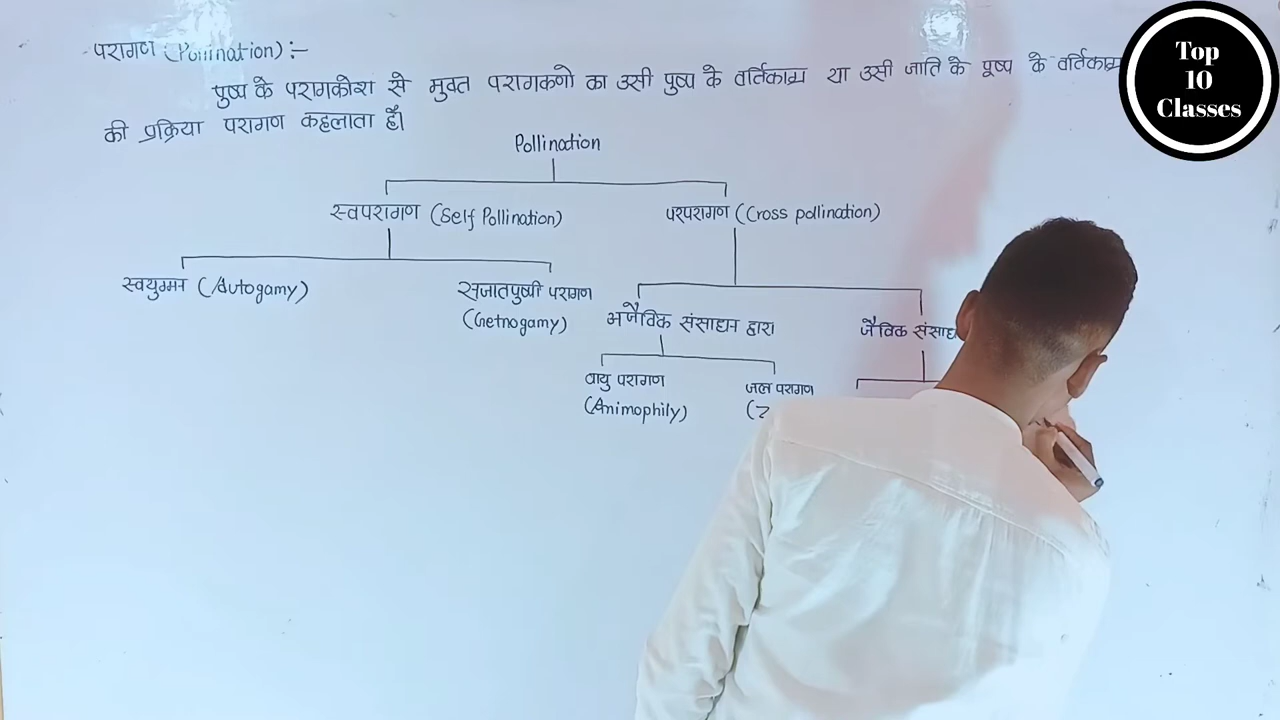 परागण (Pollination) :-
पुष्प के परागकोश से मुक्त परागकणो का उसी पुष्प के वर्तिकाग्र या उसी जाति के पुष्प के वर्तिकाग्र
की प्रक्रिया परागण कहलाता है।
Pollination
स्वपरागण (Self Pollination)
परपरागण (Cross pollination)
स्वयुग्मन (Autogamy)
सजातपुष्पी परागण
(Getnogamy)
अजैविक संसाधन द्वारा
जैविक
वायु परागण
(Animophily)
जल परागण
Top
10
Classes